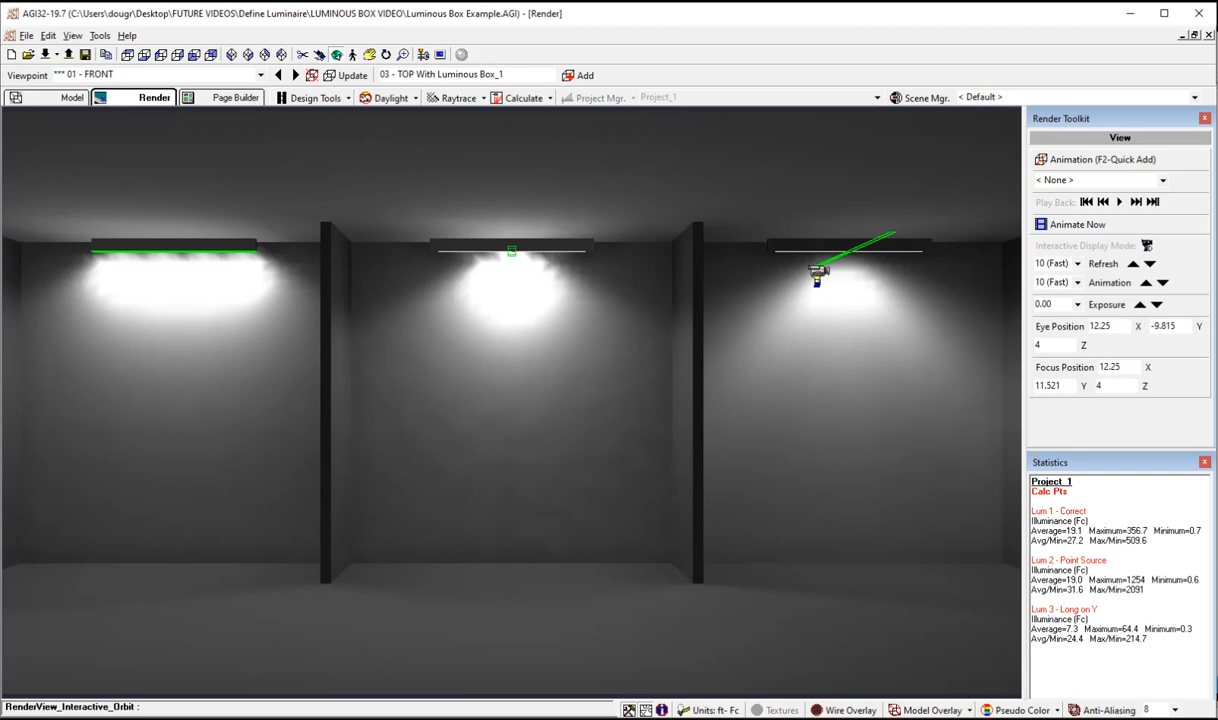 AGI32-19.7 (C:\Users\dougr\Desktop\FUTURE VIDEOS\Define Luminaire\LUMINOUS BOX VIDEO\Luminous Box Example.AGI) - [Render]
File Edit View Tools Help
Viewpoint *** 01 - FRONT Update 03 - TOP With Luminous Box_1 Add
Model Render Page Builder Design Tools Daylight Raytrace Calculate Project Mgr. Project_1 Scene Mgr. < Default >
Render Toolkit
View
Animation (F2-Quick Add)
< None >
Play Back:
Animate Now
Interactive Display Mode:
10 (Fast) Refresh
10 (Fast) Animation
0.00 Exposure
Eye Position 12.25 X -9.815 Y
4 Z
Focus Position 12.25 X
11.521 Y 4 Z
Statistics
Project_1
Calc Pts
Lum 1 - Correct
Illuminance (Fc)
Average=19.1 Maximum=356.7 Minimum=0.7
Avg/Min=27.2 Max/Min=509.6
Lum 2 - Point Source
Illuminance (Fc)
Average=19.0 Maximum=1254 Minimum=0.6
Avg/Min=31.6 Max/Min=2091
Lum 3 - Long on Y
Illuminance (Fc)
Average=7.3 Maximum=64.4 Minimum=0.3
Avg/Min=24.4 Max/Min=214.7
RenderView_Interactive_Orbit : Units: ft- Fc Textures Wire Overlay Model Overlay Pseudo Color Anti-Aliasing 8